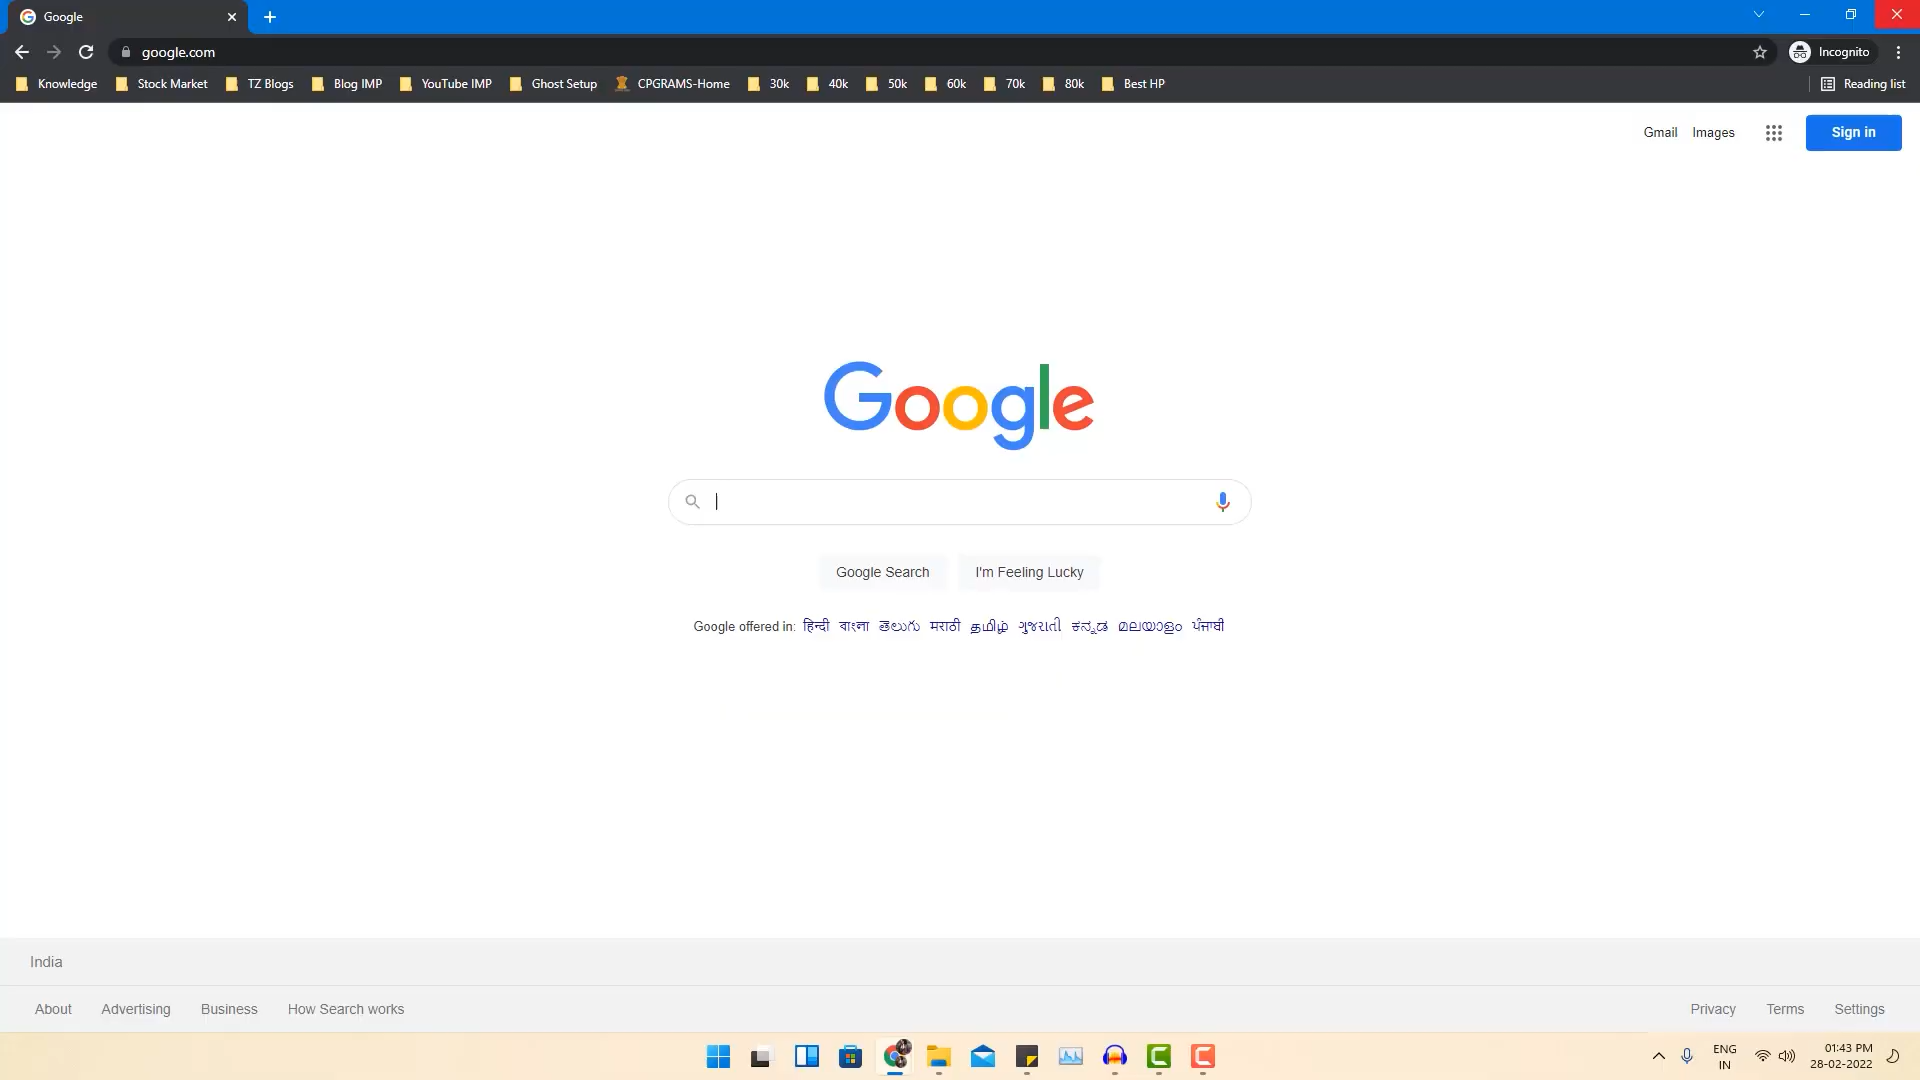 Google
google.com
Incognito
Knowledge Stock Market TZ Blogs Blog IMP YouTube IMP Ghost Setup CPGRAMS-Home 30k 40k 50k 60k 70k 80k Best HP Reading list
Gmail Images Sign in
Google
Google Search I'm Feeling Lucky
Google offered in: हिन्दी বাংলা తెలుగు मराठी தமிழ் ગુજરાતી ಕನ್ನಡ മലയാളം ਪੰਜਾਬੀ
India
About Advertising Business How Search works Privacy Terms Settings
ENG 01:43 PM
IN 28-02-2022